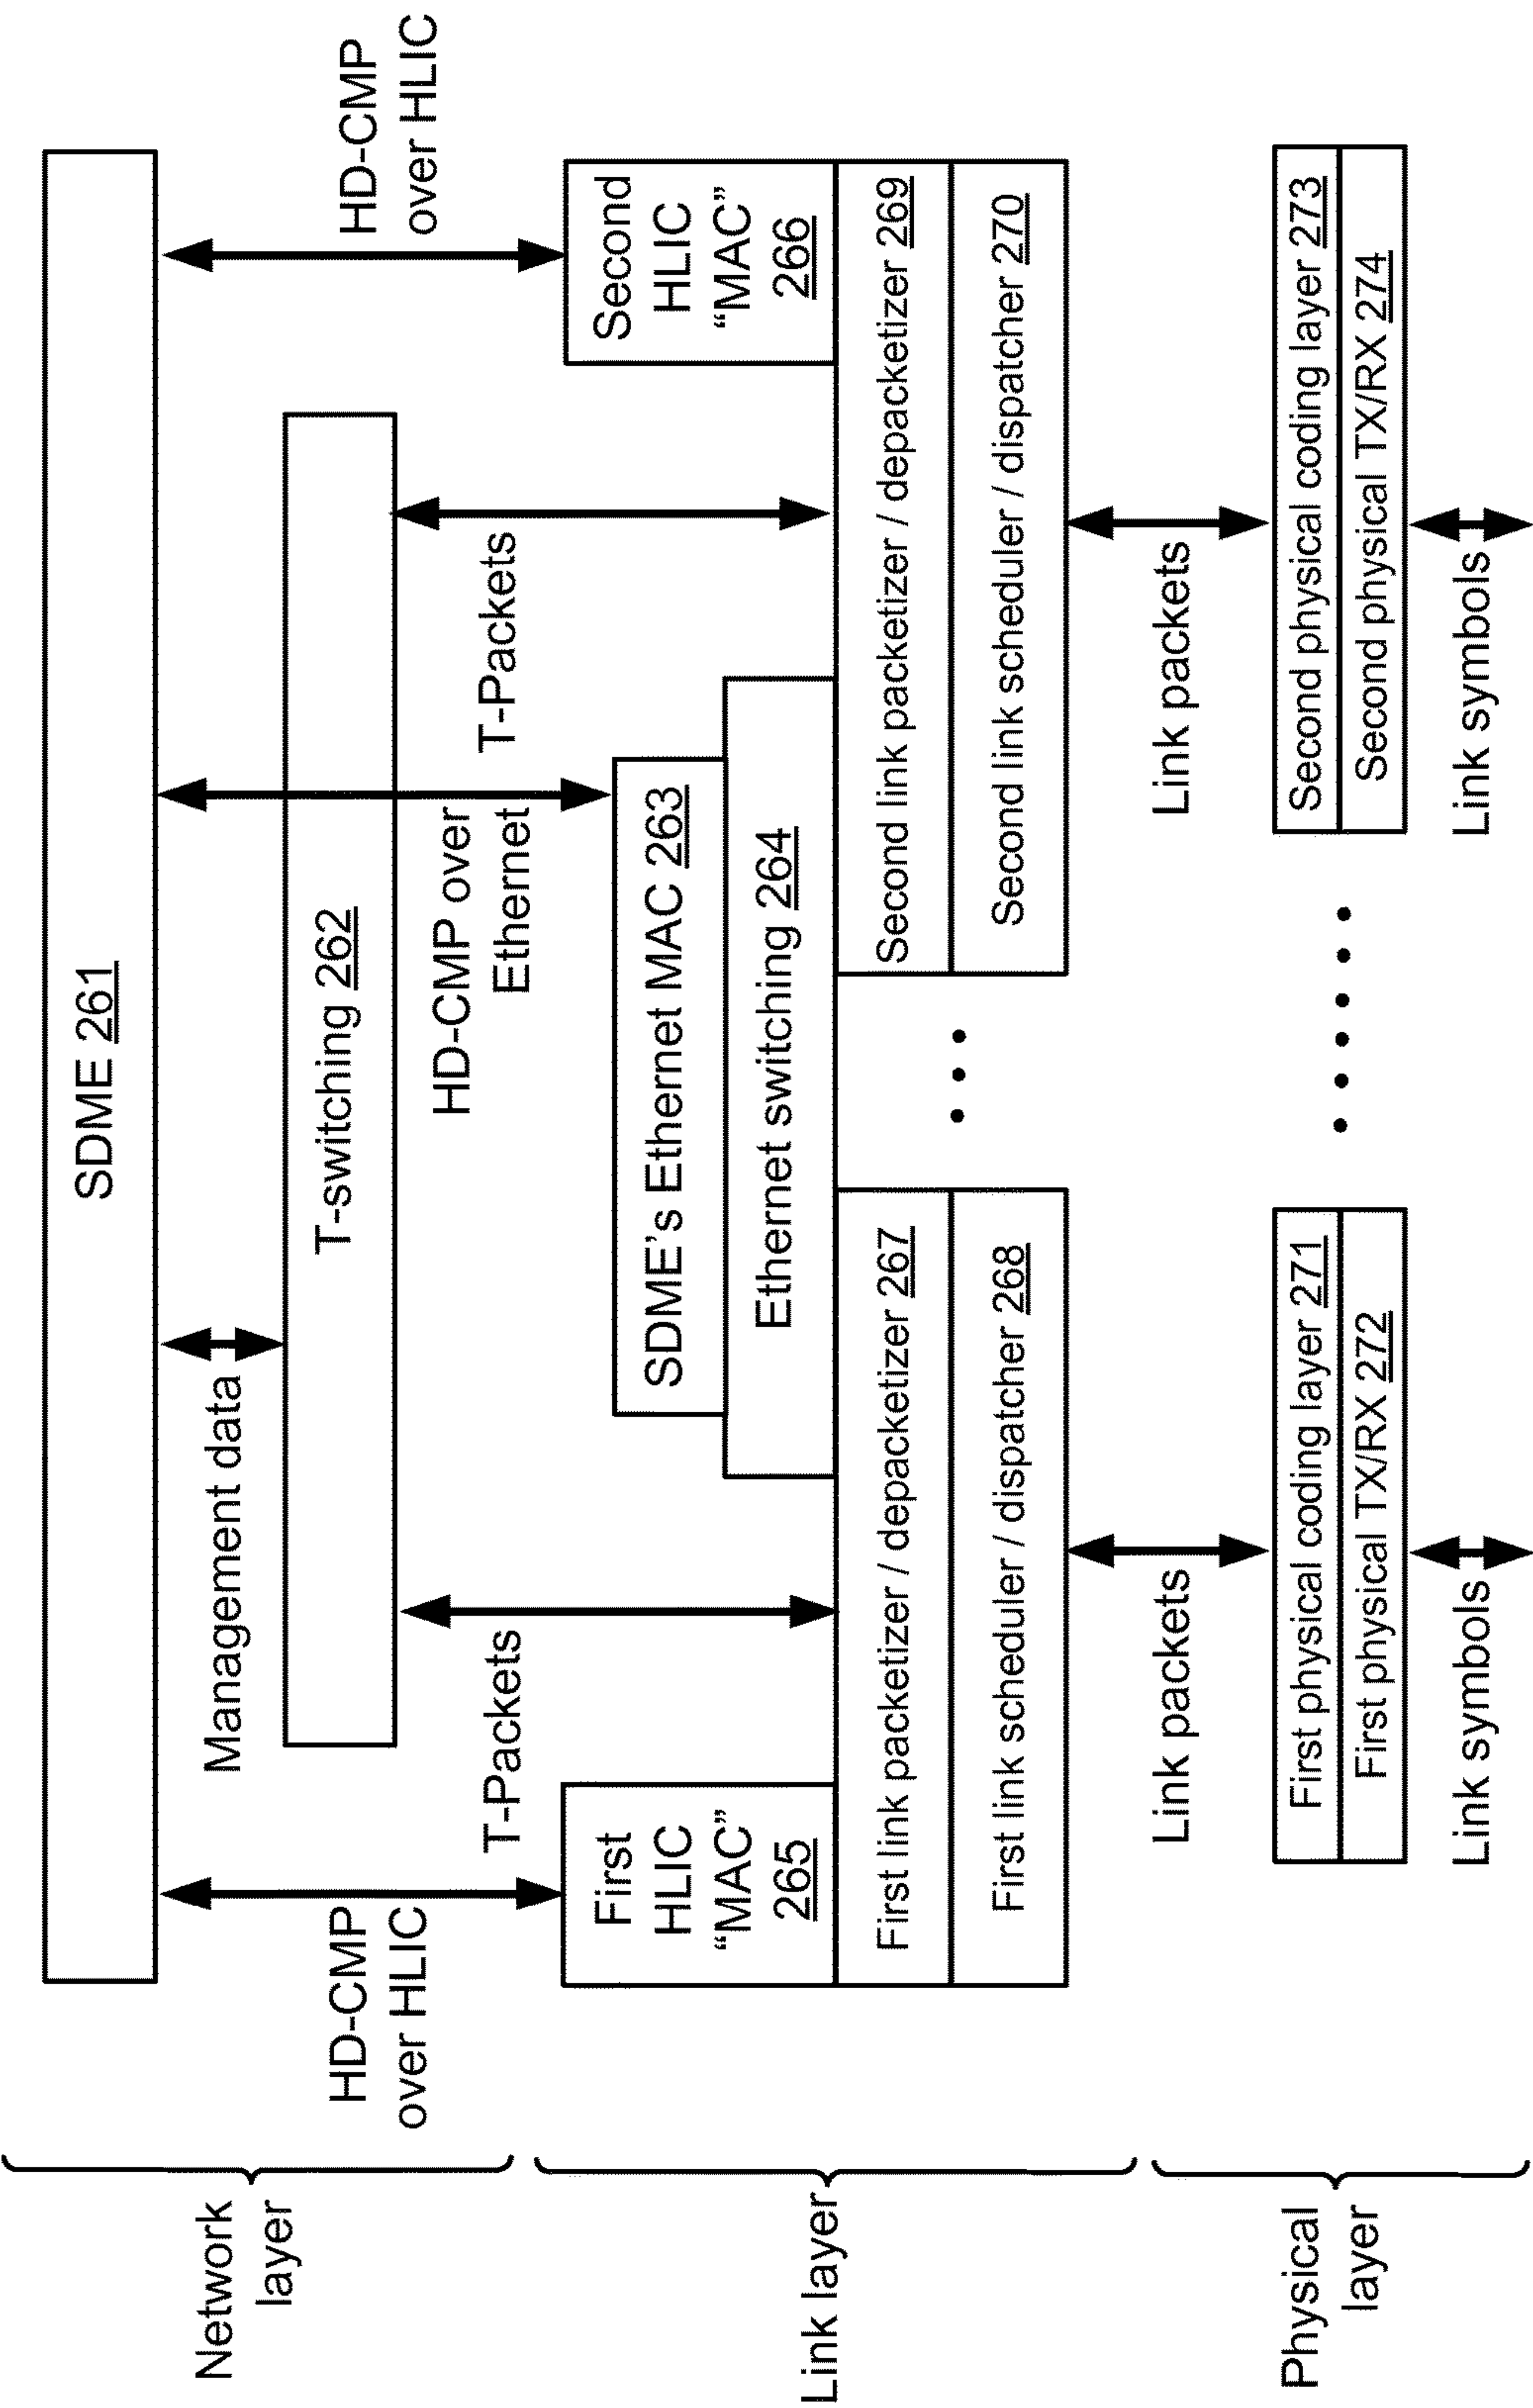 Network
layer
SDME 261
Management data
T-switching 262
HD-CMP
over HLIC
T-Packets
HD-CMP over
Ethernet
T-Packets
HD-CMP
over HLIC
Link layer
First
HLIC
“MAC”
265
SDME’s Ethernet MAC 263
Ethernet switching 264
Second
HLIC
“MAC”
266
First link packetizer / depacketizer 267
First link scheduler / dispatcher 268
Second link packetizer / depacketizer 269
Second link scheduler / dispatcher 270
Link packets
Link packets
Physical
layer
First physical coding layer 271
First physical TX/RX 272
Second physical coding layer 273
Second physical TX/RX 274
Link symbols
Link symbols